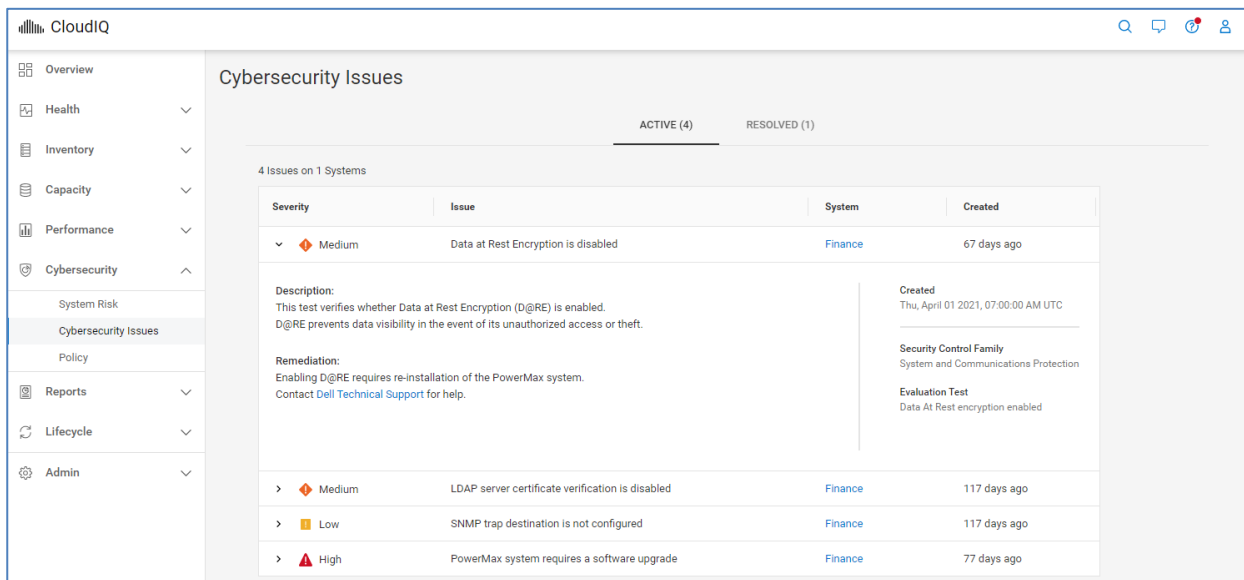 CloudIQ
Overview
Health
Inventory
Capacity
Performance
Cybersecurity
System Risk
Cybersecurity Issues
Policy
Reports
Lifecycle
Admin
Cybersecurity Issues
ACTIVE (4) RESOLVED (1)
4 Issues on 1 Systems
Severity Issue System Created
Medium Data at Rest Encryption is disabled Finance 67 days ago
Description:
This test verifies whether Data at Rest Encryption (D@RE) is enabled.
D@RE prevents data visibility in the event of its unauthorized access or theft.
Remediation:
Enabling D@RE requires re-installation of the PowerMax system.
Contact Dell Technical Support for help.
Created
Thu, April 01 2021, 07:00:00 AM UTC
Security Control Family
System and Communications Protection
Evaluation Test
Data At Rest encryption enabled
Medium LDAP server certificate verification is disabled Finance 117 days ago
Low SNMP trap destination is not configured Finance 117 days ago
High PowerMax system requires a software upgrade Finance 77 days ago